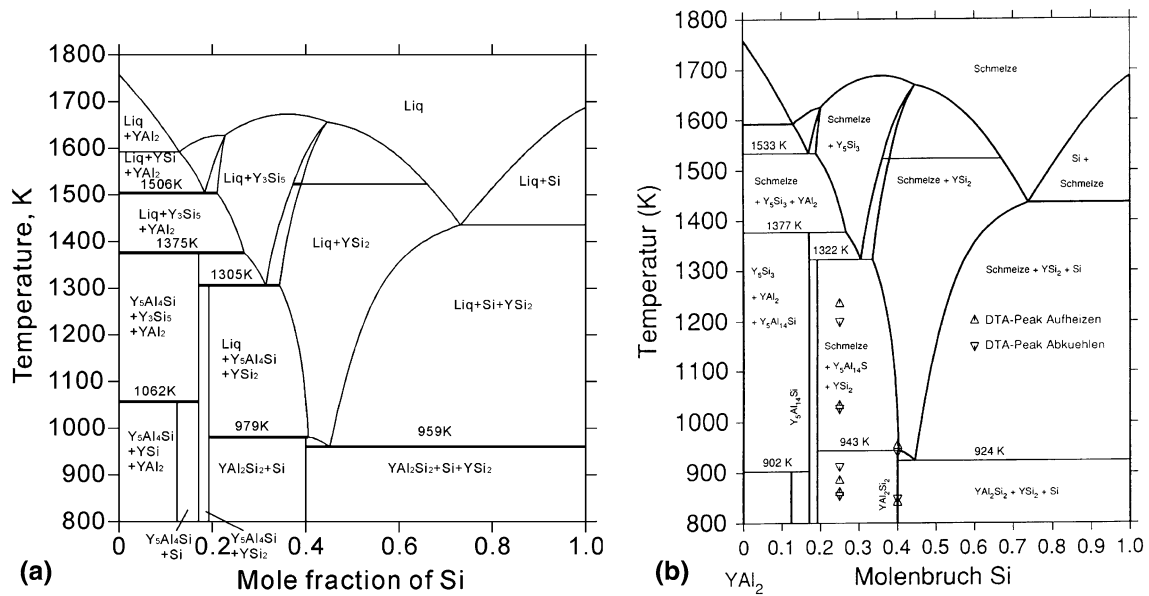 1800
1700
1600
1500
1400
1300
1200
1100
1000
900
800
Temperature, K
Liq
Liq
+YAl2
Liq+YSi
+YAl2
1506K
Liq+Y3Si5
+YAl2
1375K
Liq+Y3Si5
1305K
Liq+YSi2
Liq+Si
Liq+Si+YSi2
Y5Al4Si
+Y3Si5
+YAl2
1062K
Liq
+Y5Al4Si
+YSi2
979K
959K
Y5Al4Si
+YSi
+YAl2
YAl2Si2+Si
YAl2Si2+Si+YSi2
Y5Al4Si
+Si
Y5Al4Si
+YSi2
0 0.2 0.4 0.6 0.8 1.0
(a)
Mole fraction of Si
1800
1700
1600
1500
1400
1300
1200
1100
1000
900
800
Temperatur (K)
Schmelze
1533 K
Schmelze
+ Y5Si3
Schmelze
+ Y5Si3 + YAl2
1377 K
1322 K
Schmelze + YSi2
Si +
Schmelze
Schmelze + YSi2 + Si
Y5Si3
+ YAl2
+ Y5Al14Si
DTA-Peak Aufheizen
DTA-Peak Abkuehlen
Schmelze
+ Y5Al14S
+ YSi2
Y5Al14Si
943 K
924 K
902 K
YAl2Si2
YAl2Si2 + YSi2 + Si
0 0.1 0.2 0.3 0.4 0.5 0.6 0.7 0.8 0.9 1.0
(b)
YAl2
Molenbruch Si